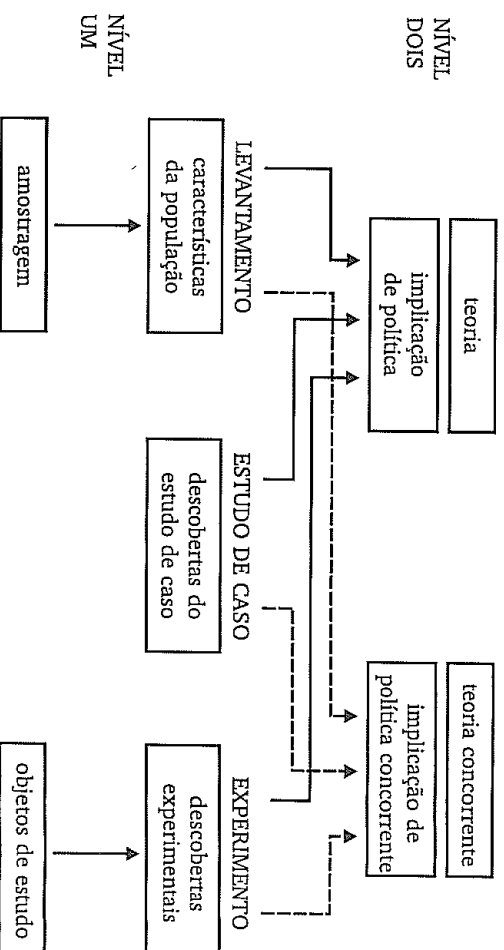 NÍVEL
DOIS
teoria
implicação
de política
teoria concorrente
implicação de
política concorrente
LEVANTAMENTO
ESTUDO DE CASO
EXPERIMENTO
NÍVEL
UM
características
da população
descobertas do
estudo de caso
descobertas
experimentais
amostragem
objetos de estudo